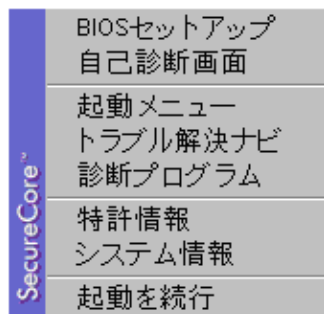 BIOSセットアップ
自己診断画面
起動メニュー
トラブル解決ナビ
診断プログラム
特許情報
システム情報
起動を続行
SecureCore™